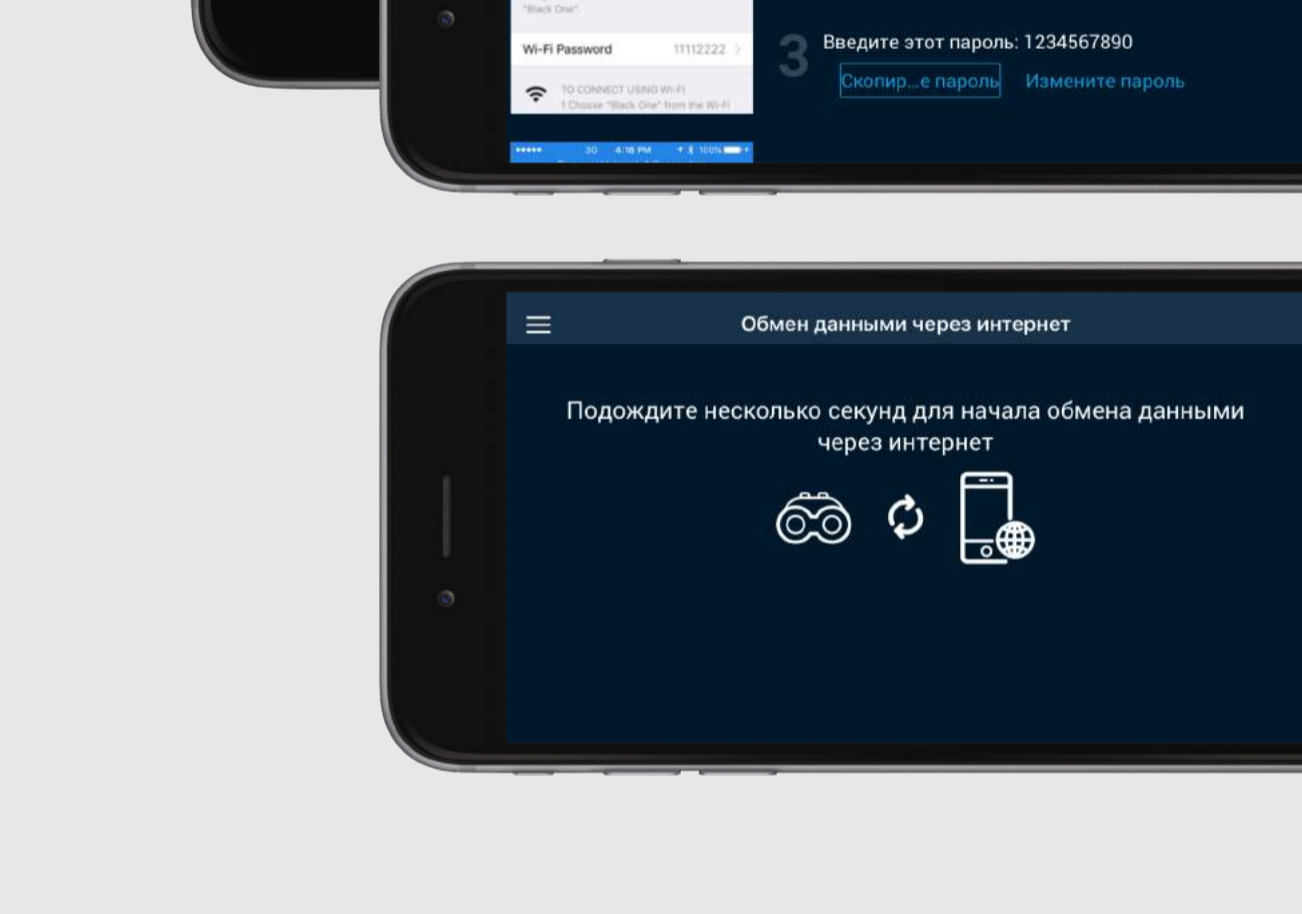 "Black One".
Wi-Fi Password 11112222
TO CONNECT USING WI-FI
1 Choose "Black One" from the Wi-Fi
3G 4:18 PM 100%
3 Введите этот пароль: 1234567890
Скопир...е пароль Измените пароль
Обмен данными через интернет
Подождите несколько секунд для начала обмена данными
через интернет